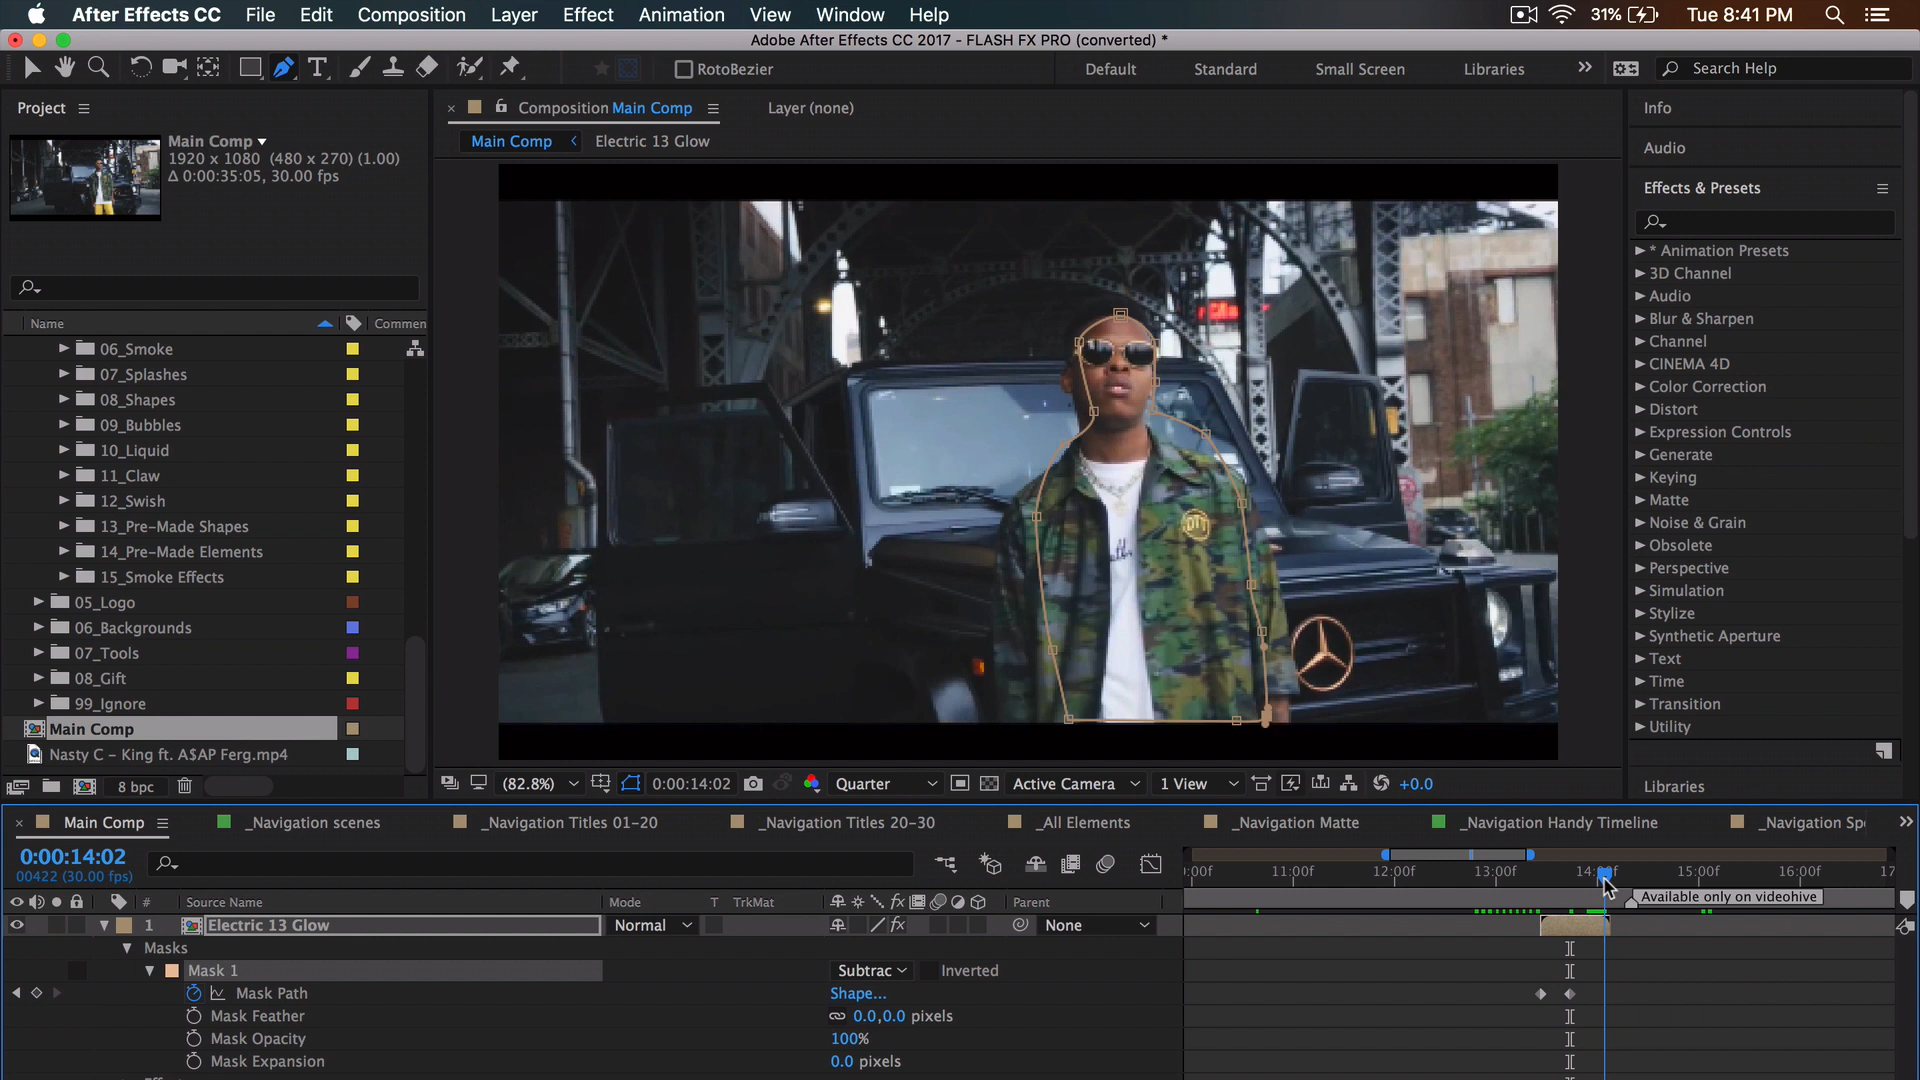 After Effects CC File Edit Composition Layer Effect Animation View Window Help 31% Tue 8:41 PM
Adobe After Effects CC 2017 - FLASH FX PRO (converted) *
RotoBezier Default Standard Small Screen Libraries Search Help
Project
Main Comp
1920 x 1080 (480 x 270) (1.00)
Δ 0:00:35:05, 30.00 fps
Name Commen
06_Smoke
07_Splashes
08_Shapes
09_Bubbles
10_Liquid
11_Claw
12_Swish
13_Pre-Made Shapes
14_Pre-Made Elements
15_Smoke Effects
05_Logo
06_Backgrounds
07_Tools
08_Gift
99_Ignore
Main Comp
Nasty C - King ft. A$AP Ferg.mp4
8 bpc
Composition Main Comp Layer (none)
Main Comp Electric 13 Glow
(82.8%) 0:00:14:02 Quarter Active Camera 1 View +0.0
Info
Audio
Effects & Presets
* Animation Presets
3D Channel
Audio
Blur & Sharpen
Channel
CINEMA 4D
Color Correction
Distort
Expression Controls
Generate
Keying
Matte
Noise & Grain
Obsolete
Perspective
Simulation
Stylize
Synthetic Aperture
Text
Time
Transition
Utility
Libraries
Main Comp _Navigation scenes _Navigation Titles 01-20 _Navigation Titles 20-30 _All Elements _Navigation Matte _Navigation Handy Timeline _Navigation Spe
0:00:14:02
00422 (30.00 fps)
:00f 11:00f 12:00f 13:00f 14:00f 15:00f 16:00f 17
Available only on videohive
# Source Name Mode T TrkMat fx Parent
1 Electric 13 Glow Normal fx None
Masks
Mask 1 Subtrac Inverted
Mask Path Shape...
Mask Feather 0.0,0.0 pixels
Mask Opacity 100%
Mask Expansion 0.0 pixels